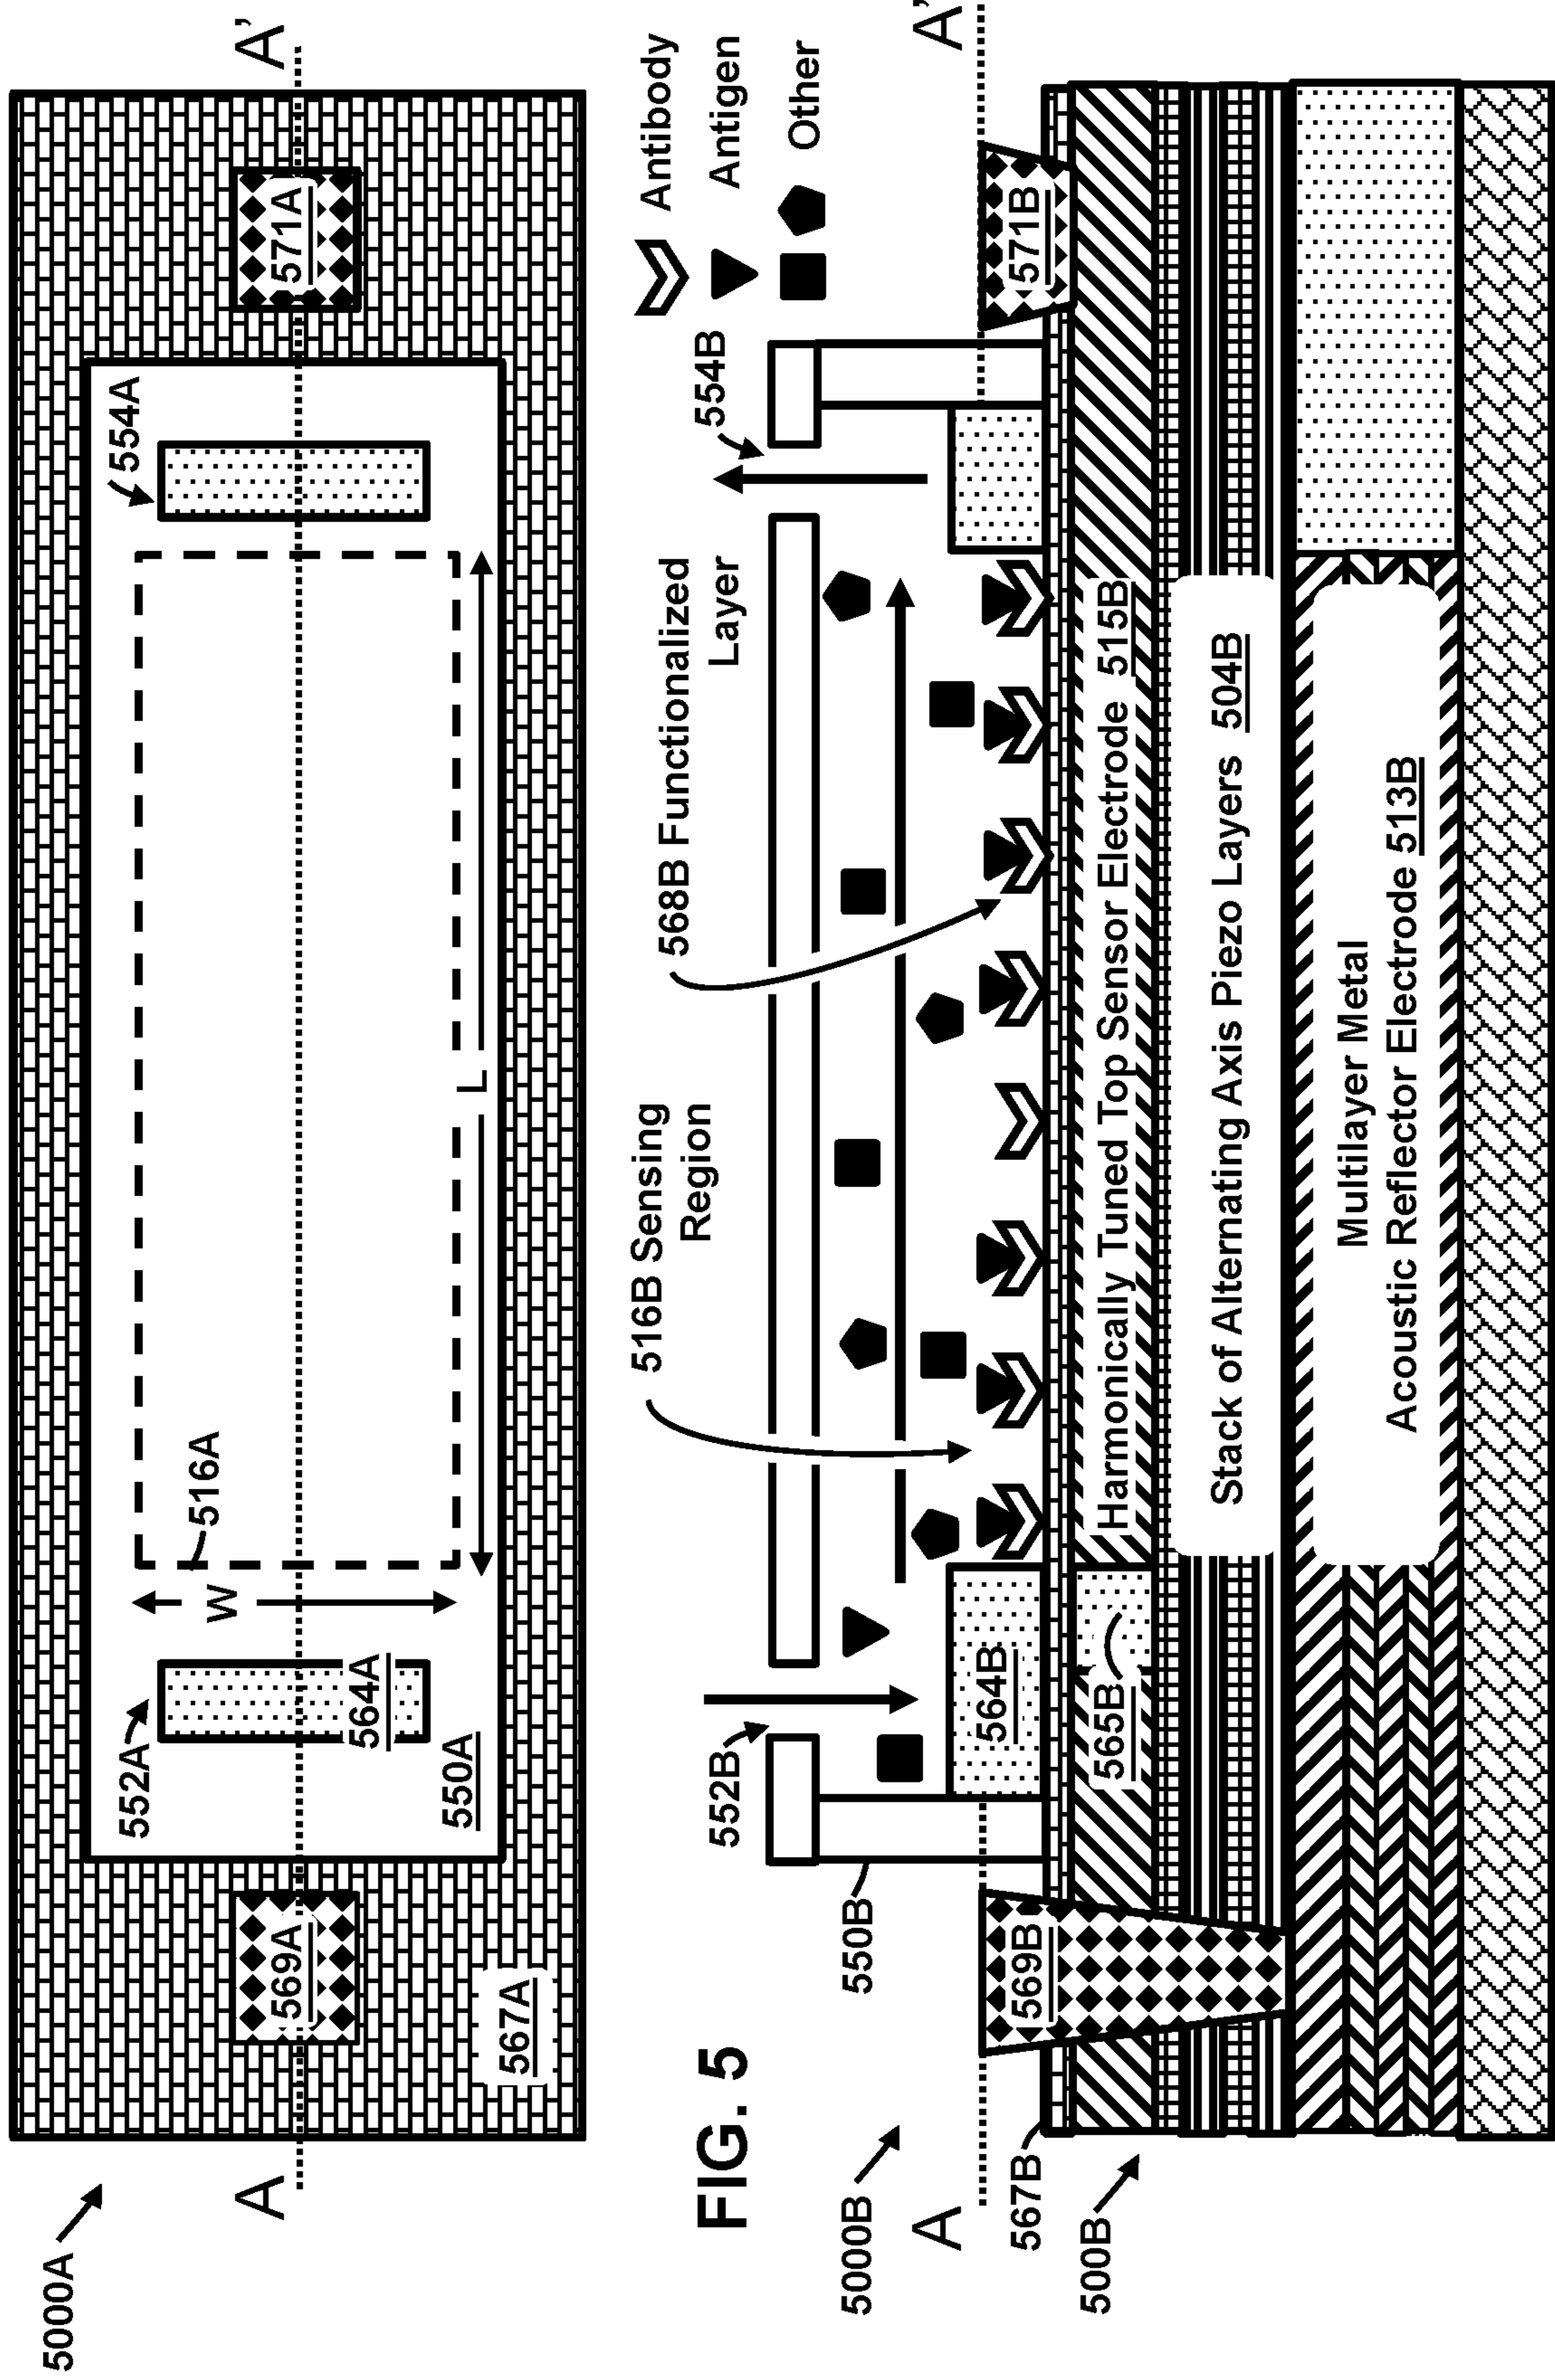 5000A
A
A'
552A
554A
516A
W
L
564A
550A
569A
571A
567A
FIG. 5
516B Sensing
Region
568B Functionalized
Layer
Antibody
Antigen
Other
5000B
A
A'
552B
554B
550B
564B
565B
569B
571B
567B
500B
Harmonically Tuned Top Sensor Electrode 515B
Stack of Alternating Axis Piezo Layers 504B
Multilayer Metal
Acoustic Reflector Electrode 513B